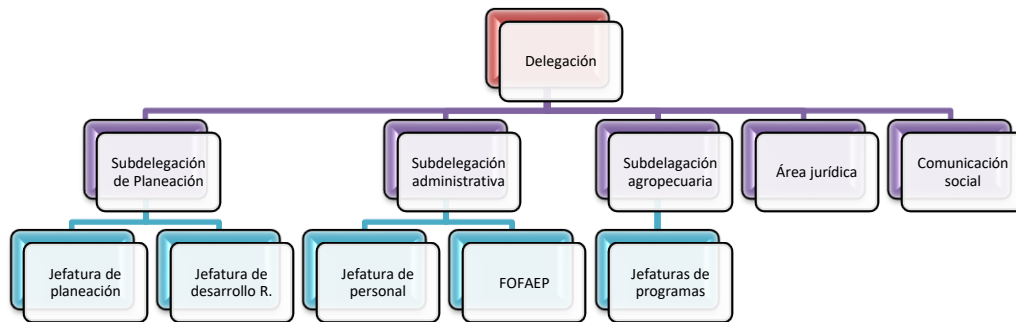 Delegación
Subdelegación
de Planeación
Subdelegación
administrativa
Subdelagación
agropecuaria
Área jurídica
Comunicación
social
Jefatura de
planeación
Jefatura de
desarrollo R.
Jefatura de
personal
FOFAEP
Jefaturas de
programas